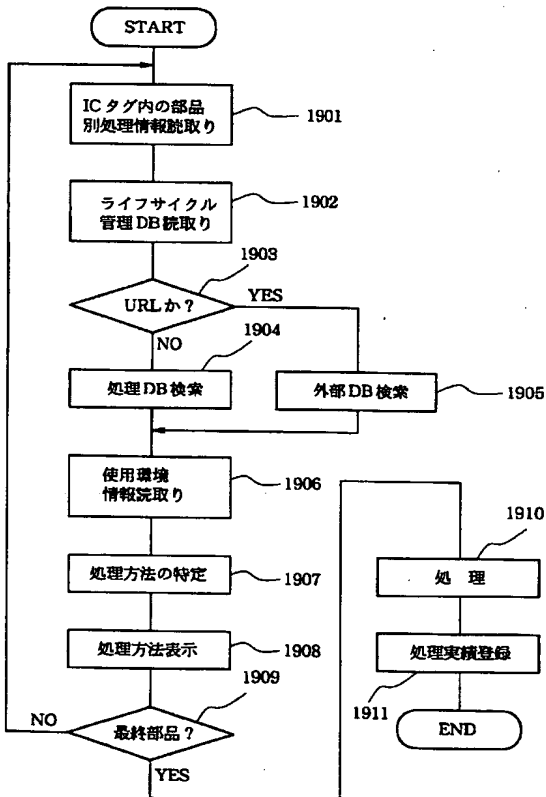 START
ICタグ内の部品
別処理情報読取り
1901
ライフサイクル
管理DB読取り
1902
1903
URLか?
YES
NO
1904
処理DB検索
外部DB検索
1905
使用環境
情報読取り
1906
処理方法の特定
1907
処理方法表示
1908
1909
最終部品?
NO
YES
1910
処 理
処理実績登録
1911
END